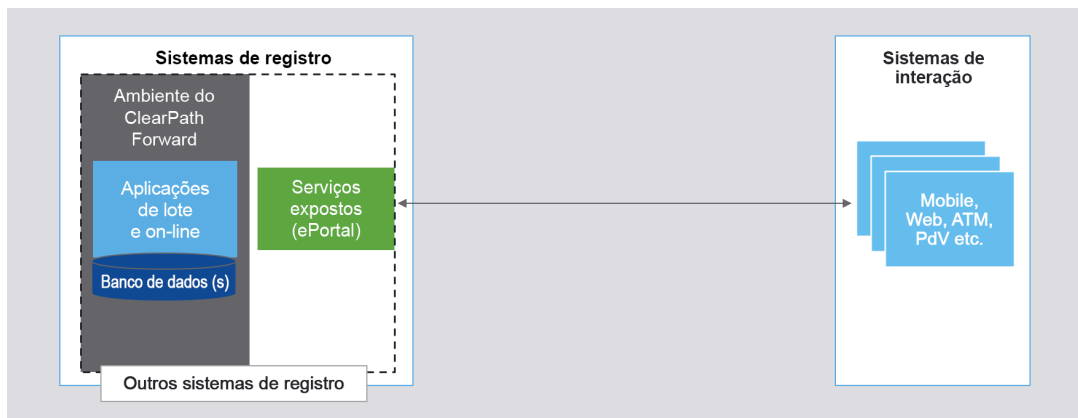 Sistemas de registro
Ambiente do
ClearPath
Forward
Aplicações
de lote
e on-line
Banco de dados (s)
Serviços
expostos
(ePortal)
Outros sistemas de registro
Sistemas de
interação
Mobile,
Web, ATM,
PdV etc.